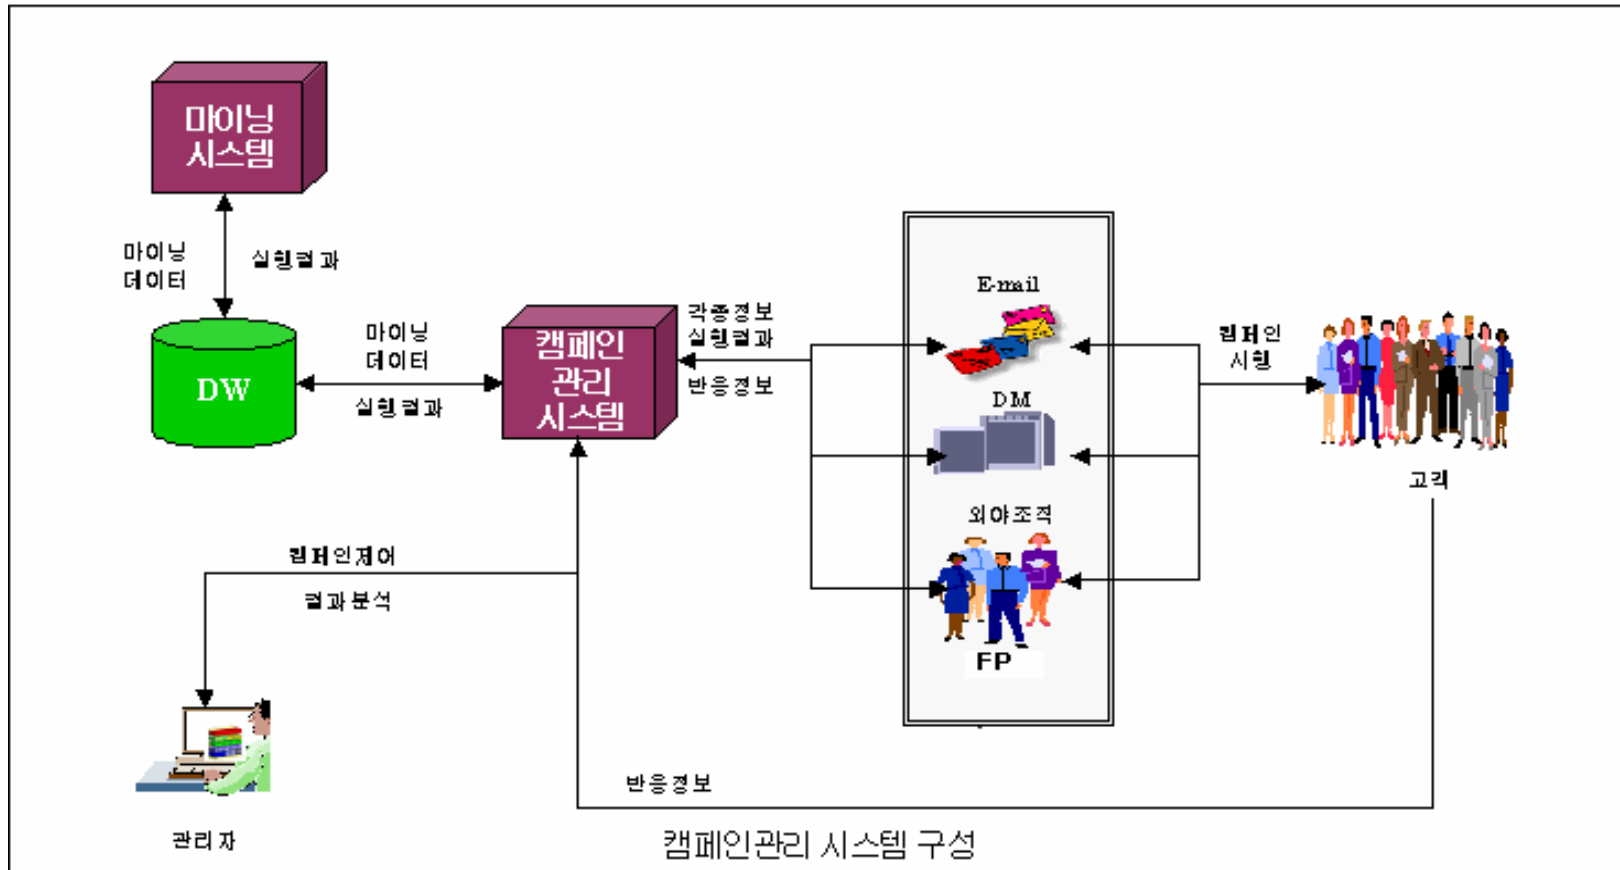 마이닝
시스템
마이닝
데이터
실행결과
E-mail
각종정보
실행결과
반응정보
마이닝
데이터
실행결과
DW
캠페인
관리
시스템
캠페인
시행
DM
고객
외야조직
FP
캠페인제어
결과분석
반응정보
관리자
캠페인관리 시스템 구성